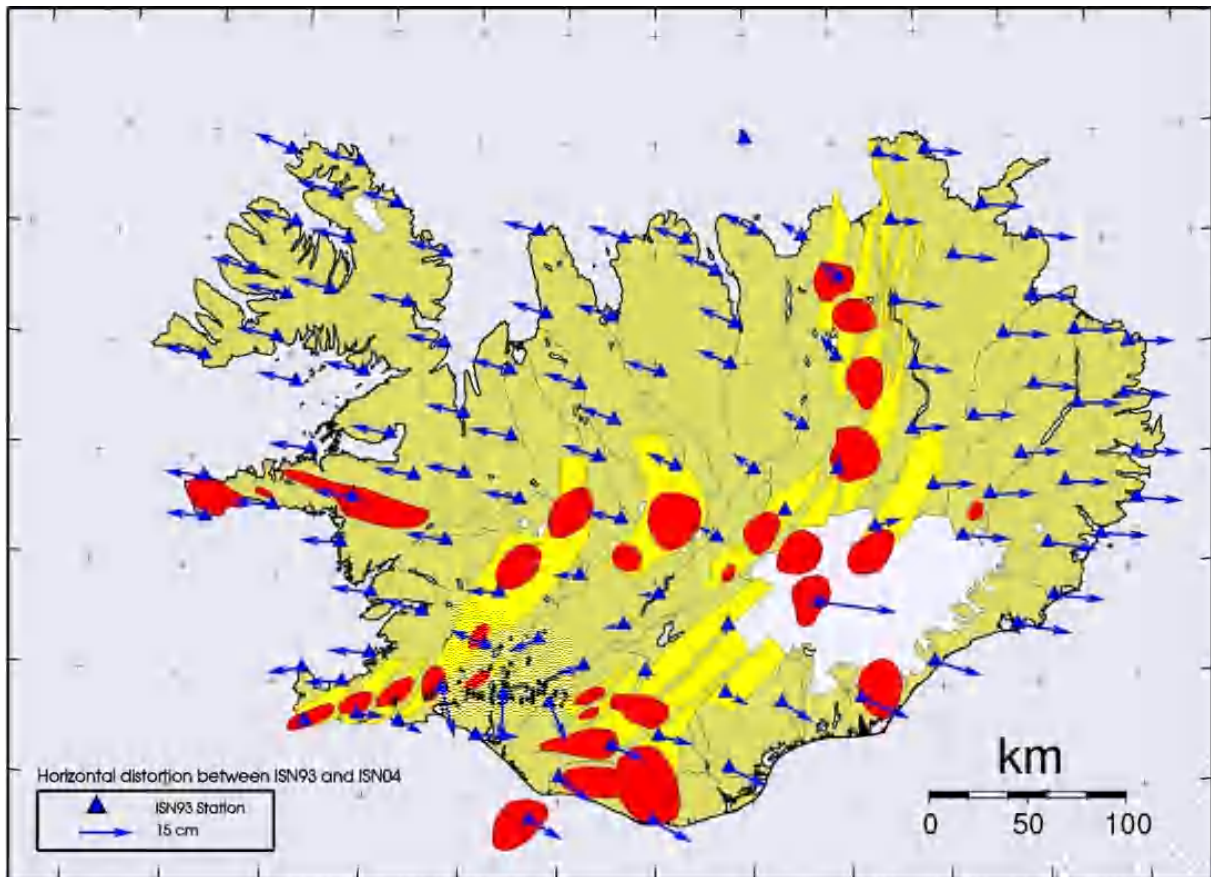 Horizontal distortion between ISN93 and ISN04
ISN93 Station
15 cm
km
0 50 100